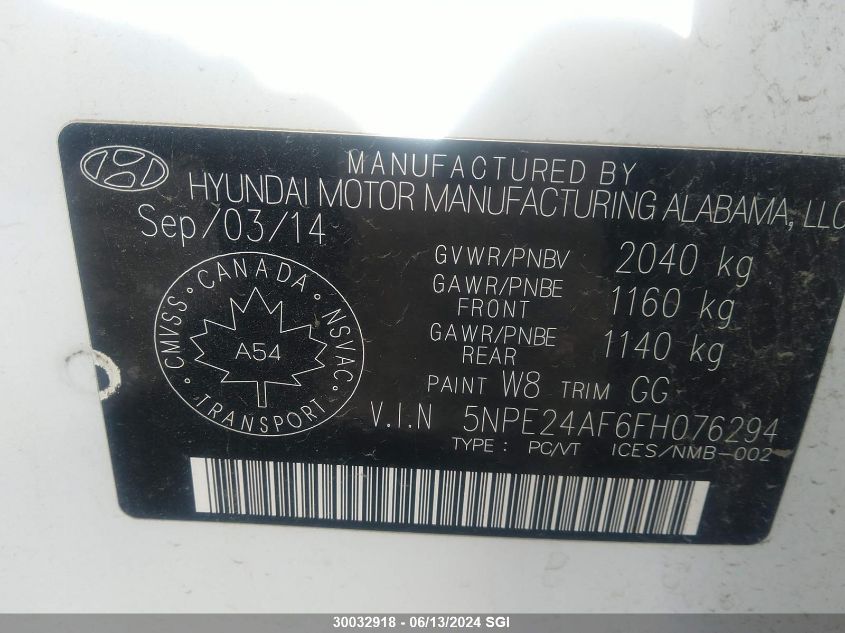 MANUFACTURED BY
HYUNDAI MOTOR MANUFACTURING ALABAMA, LLC
Sep/03/14
GVWR/PNBV 2040 kg
GAWR/PNBE FRONT 1160 kg
GAWR/PNBE REAR 1140 kg
PAINT W8 TRIM GG
V.I.N 5NPE24AF6FH076294
TYPE: PC/VT ICES/NMB-002
CANADA
CMVSS
NSVAC
A54
TRANSPORT
30032918 - 06/13/2024 SGI